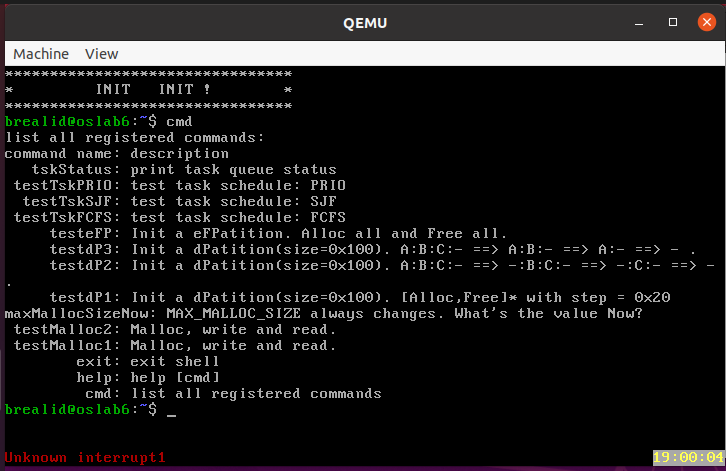 QEMU
Machine View
********************************
* INIT INIT ! *
********************************
brealid@oslab6:~$ cmd
list all registered commands:
command name: description
tskStatus: print task queue status
testTskPRIO: test task schedule: PRIO
testTskSJF: test task schedule: SJF
testTskFCFS: test task schedule: FCFS
testeFP: Init a eFPatition. Alloc all and Free all.
testdP3: Init a dPatition(size=0x100). A:B:C:- ==> A:B:- ==> A:- ==> - .
testdP2: Init a dPatition(size=0x100). A:B:C:- ==> -:B:C:- ==> -:C:- ==> -
.
testdP1: Init a dPatition(size=0x100). [Alloc,Free]* with step = 0x20
maxMallocSizeNow: MAX_MALLOC_SIZE always changes. What's the value Now?
testMalloc2: Malloc, write and read.
testMalloc1: Malloc, write and read.
exit: exit shell
help: help [cmd]
cmd: list all registered commands
brealid@oslab6:~$ _
Unknown interrupt1 19:00:04